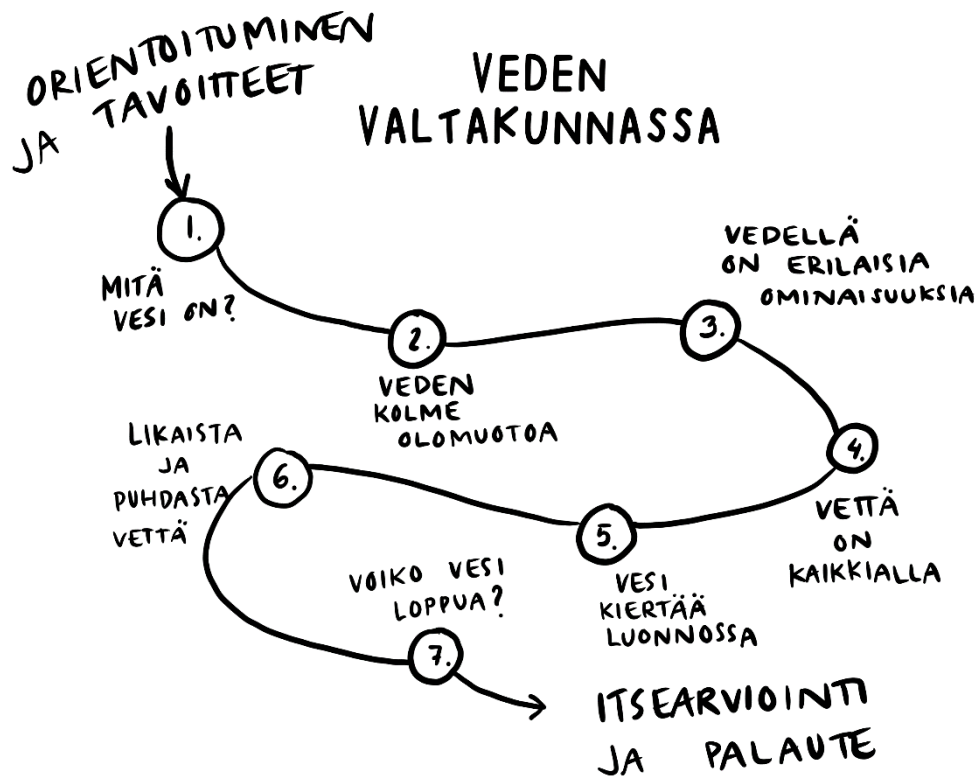 ORIENTOITUMINEN
JA TAVOITTEET
VEDEN
VALTAKUNNASSA
1.
MITÄ
VESI ON?
2.
VEDEN
KOLME
OLOMUOTOA
3.
VEDELLÄ
ON ERILAISIA
OMINAISUUKSIA
4.
VETTÄ
ON
KAIKKIALLA
5.
VESI
KIERTÄÄ
LUONNOSSA
6.
LIKAISTA
JA
PUHDASTA
VETTÄ
7.
VOIKO VESI
LOPPUA?
ITSEARVIOINTI
JA PALAUTE